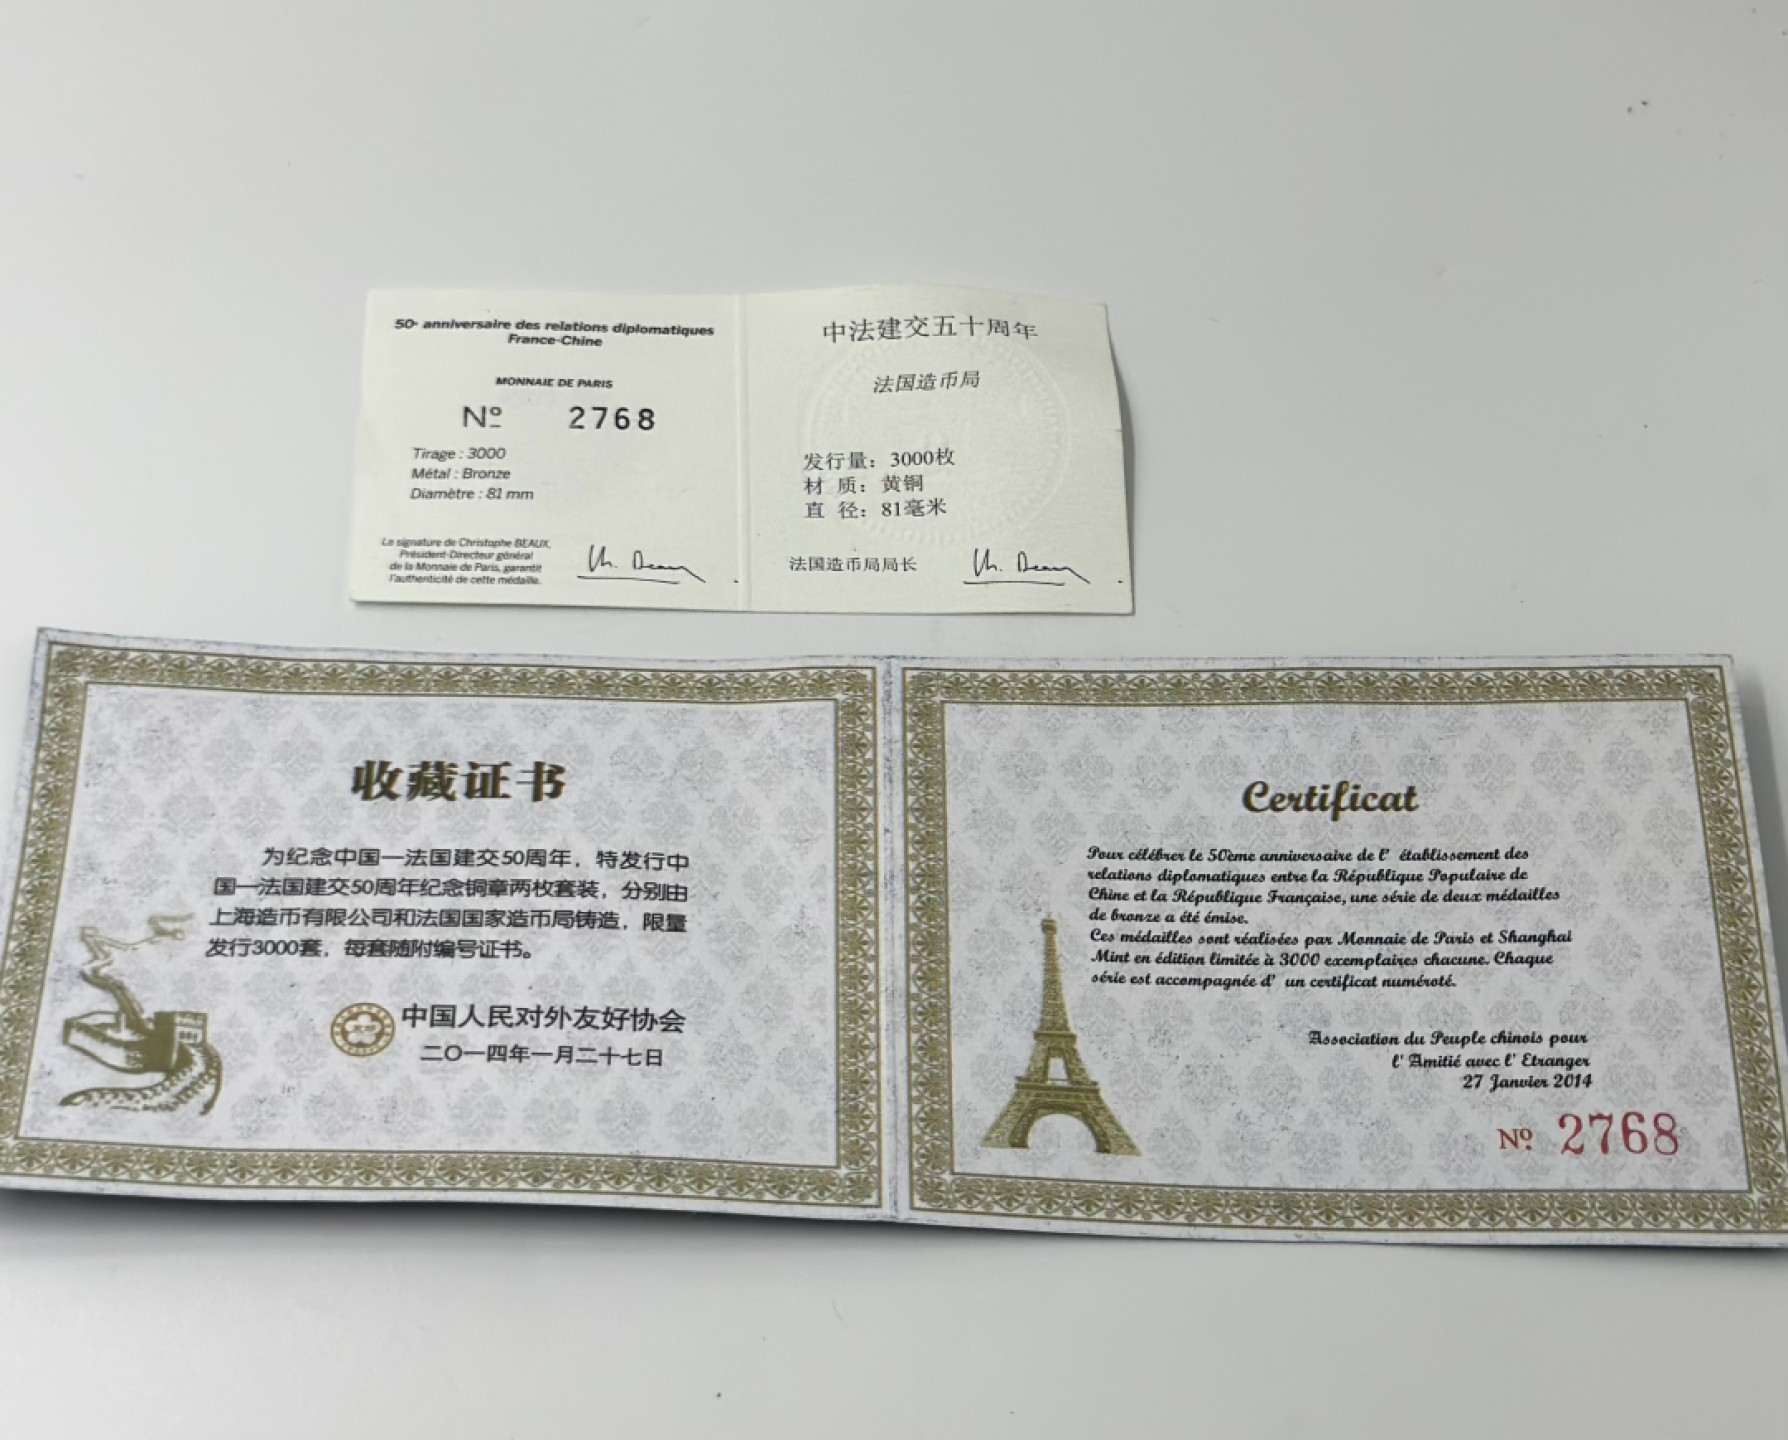 50e anniversaire des relations diplomatiques
France-Chine
MONNAIE DE PARIS
Nº 2768
Tirage : 3000
Métal : Bronze
Diamètre : 81 mm
La signature de Christophe BEAUX,
Président-Directeur général
de la Monnaie de Paris, garantit
l'authenticité de cette médaille.
中法建交五十周年
法国造币局
发行量：3000枚
材 质：黄铜
直 径：81毫米
法国造币局局长
收藏证书
为纪念中国—法国建交50周年，特发行中
国—法国建交50周年纪念铜章两枚套装，分别由
上海造币有限公司和法国国家造币局铸造，限量
发行3000套，每套随附编号证书。
中国人民对外友好协会
二〇一四年一月二十七日
Certificat
Pour célébrer le 50ème anniversaire de l' établissement des
relations diplomatiques entre la République Populaire de
Chine et la République Française, une série de deux médailles
de bronze a été émise.
Ces médailles sont réalisées par Monnaie de Paris et Shanghai
Mint en édition limitée à 3000 exemplaires chacune. Chaque
série est accompagnée d' un certificat numéroté.
Association du Peuple chinois pour
l' Amitié avec l' Etranger
27 Janvier 2014
Nº 2768